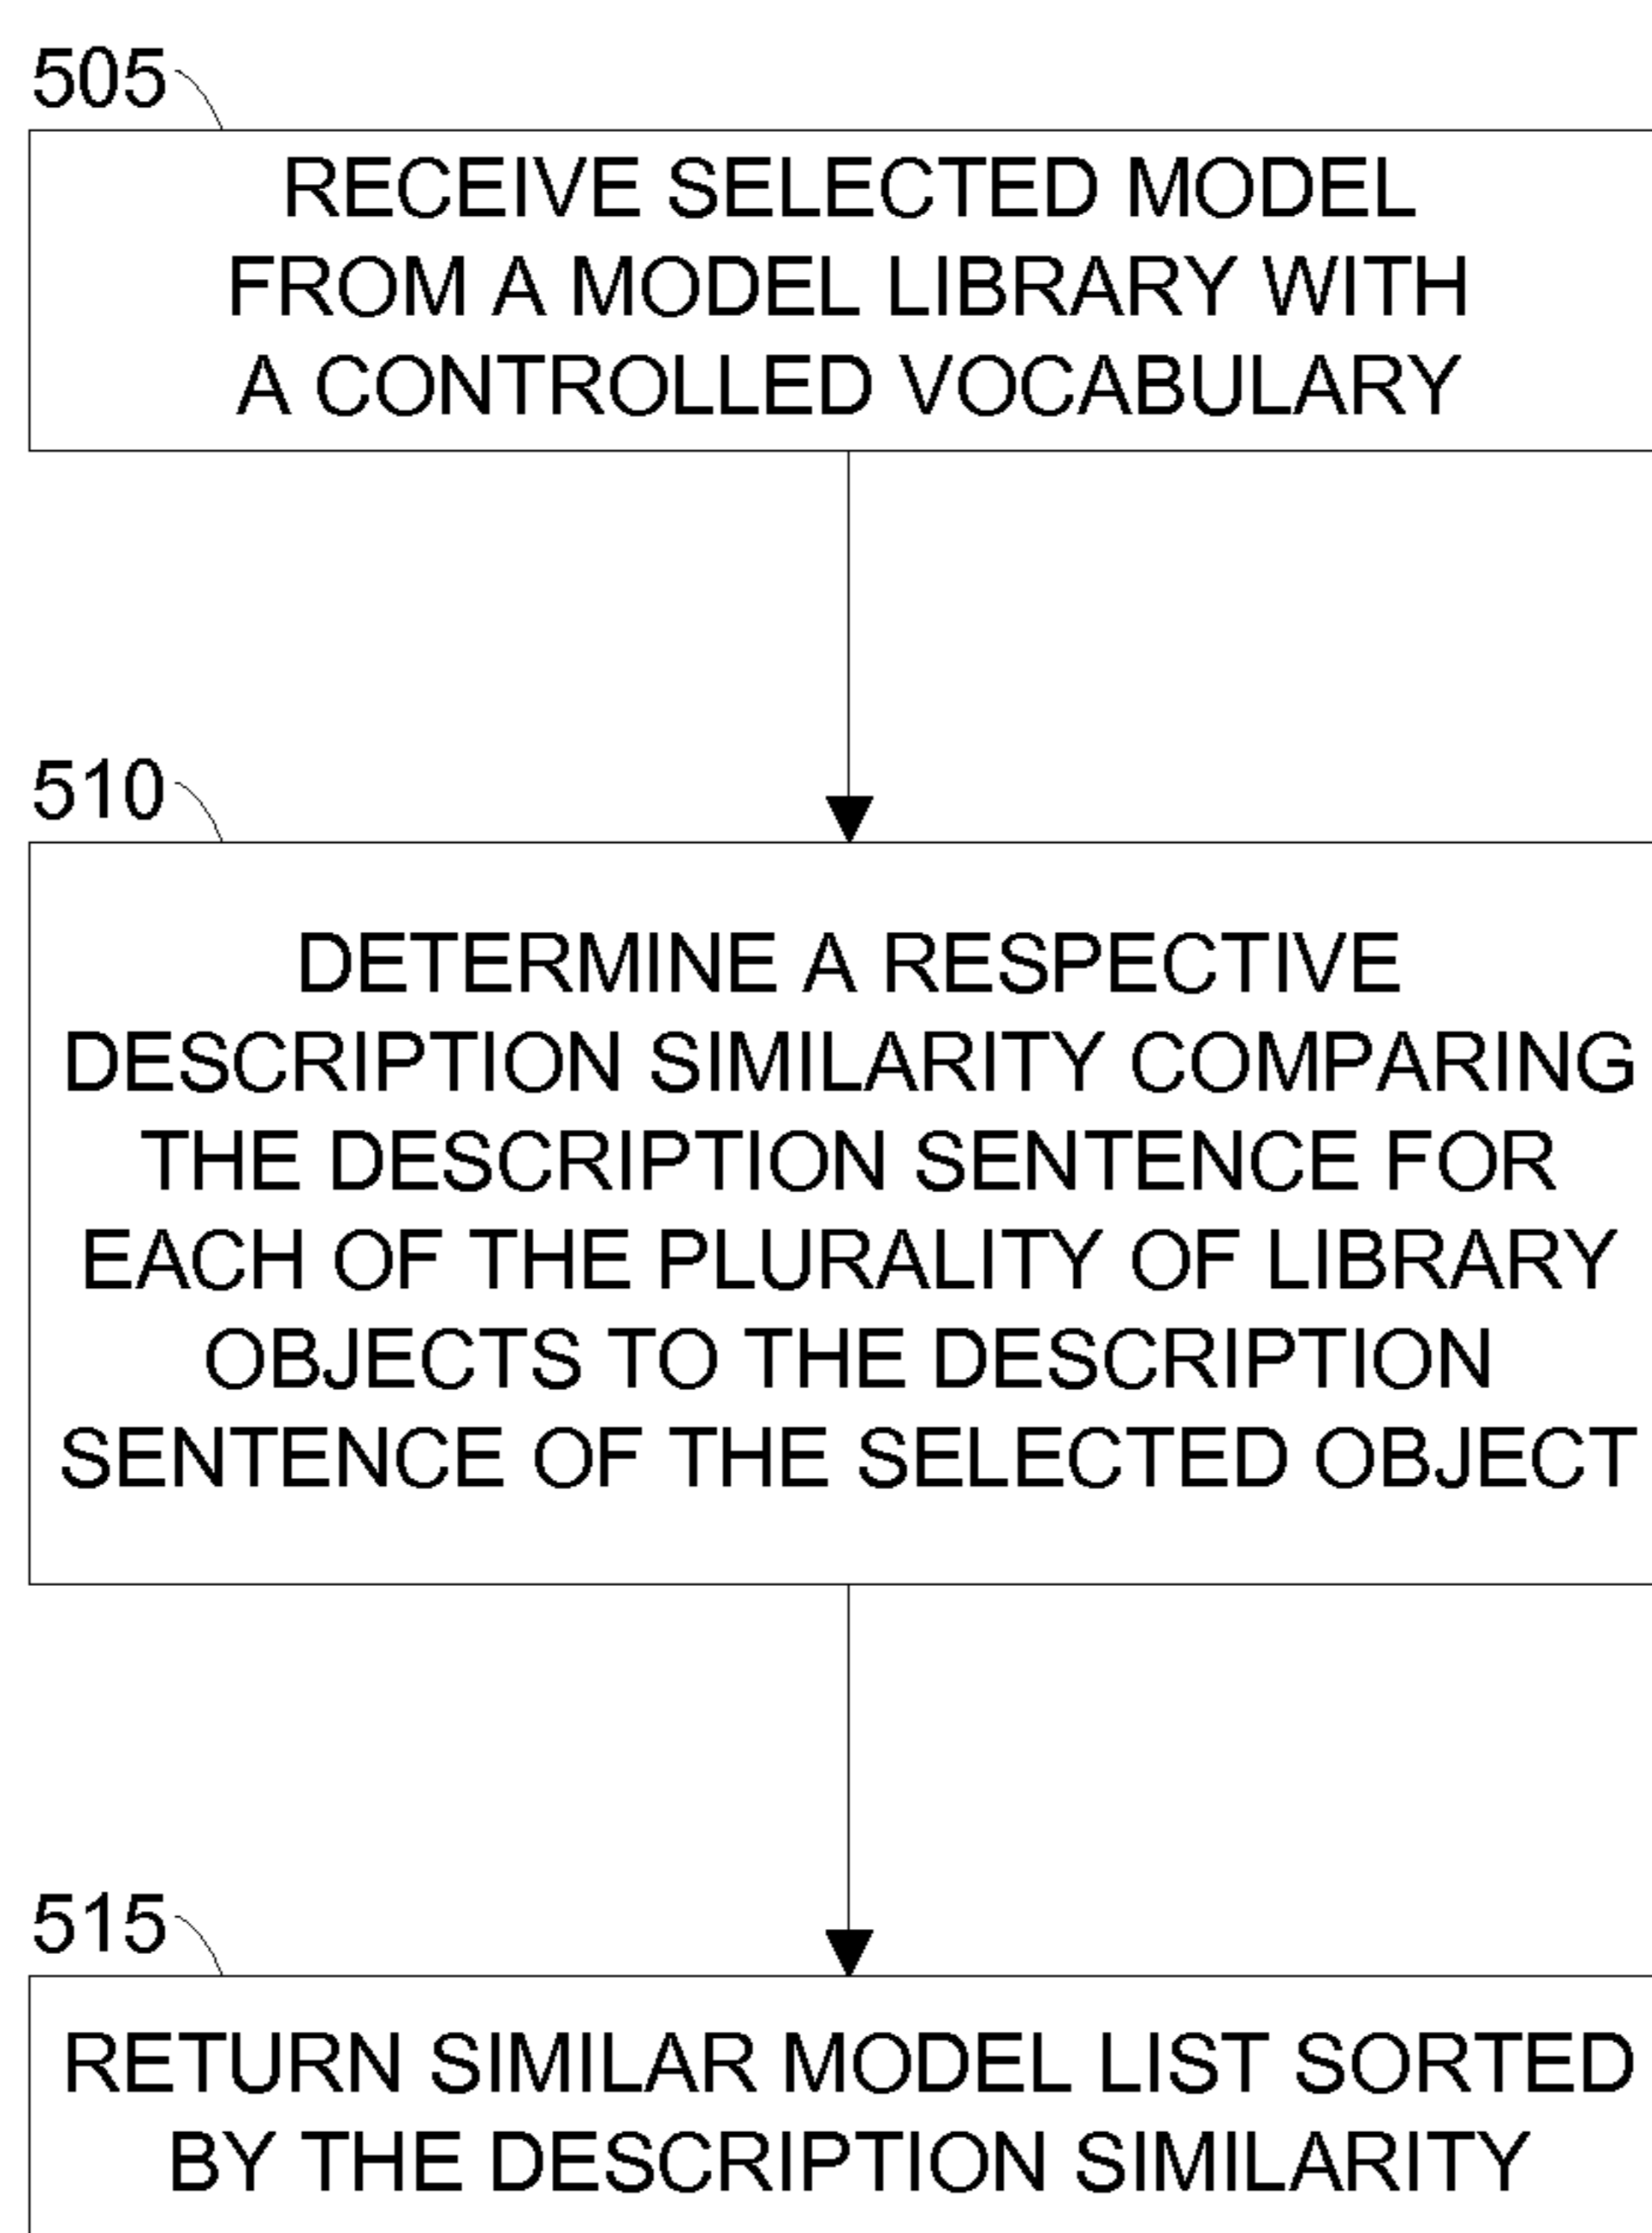 505
RECEIVE SELECTED MODEL
FROM A MODEL LIBRARY WITH
A CONTROLLED VOCABULARY
510
DETERMINE A RESPECTIVE
DESCRIPTION SIMILARITY COMPARING
THE DESCRIPTION SENTENCE FOR
EACH OF THE PLURALITY OF LIBRARY
OBJECTS TO THE DESCRIPTION
SENTENCE OF THE SELECTED OBJECT
515
RETURN SIMILAR MODEL LIST SORTED
BY THE DESCRIPTION SIMILARITY